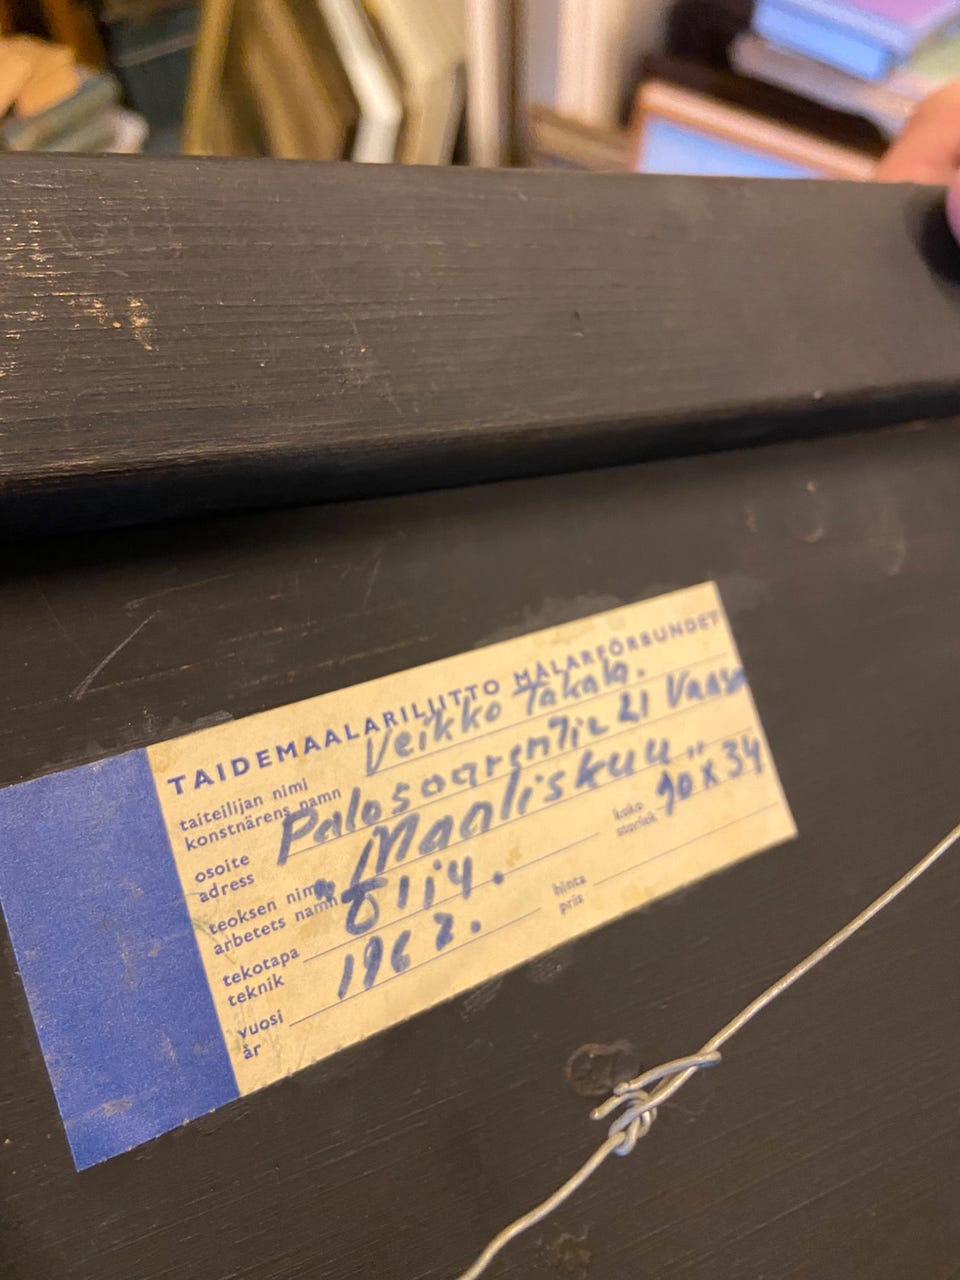 TAIDEMAALARILIITTO MÅLARFÖRBUNDET
taiteilijan nimi Veikko Takala.
konstnärens namn
osoite Palosaarentie 21 Vaasa
adress
teoksen nimi "Maaliskuu"
arbetets namn
tekotapa Öljy. koko 90 x 34
teknik storlek
vuosi 1962. hinta
år pris